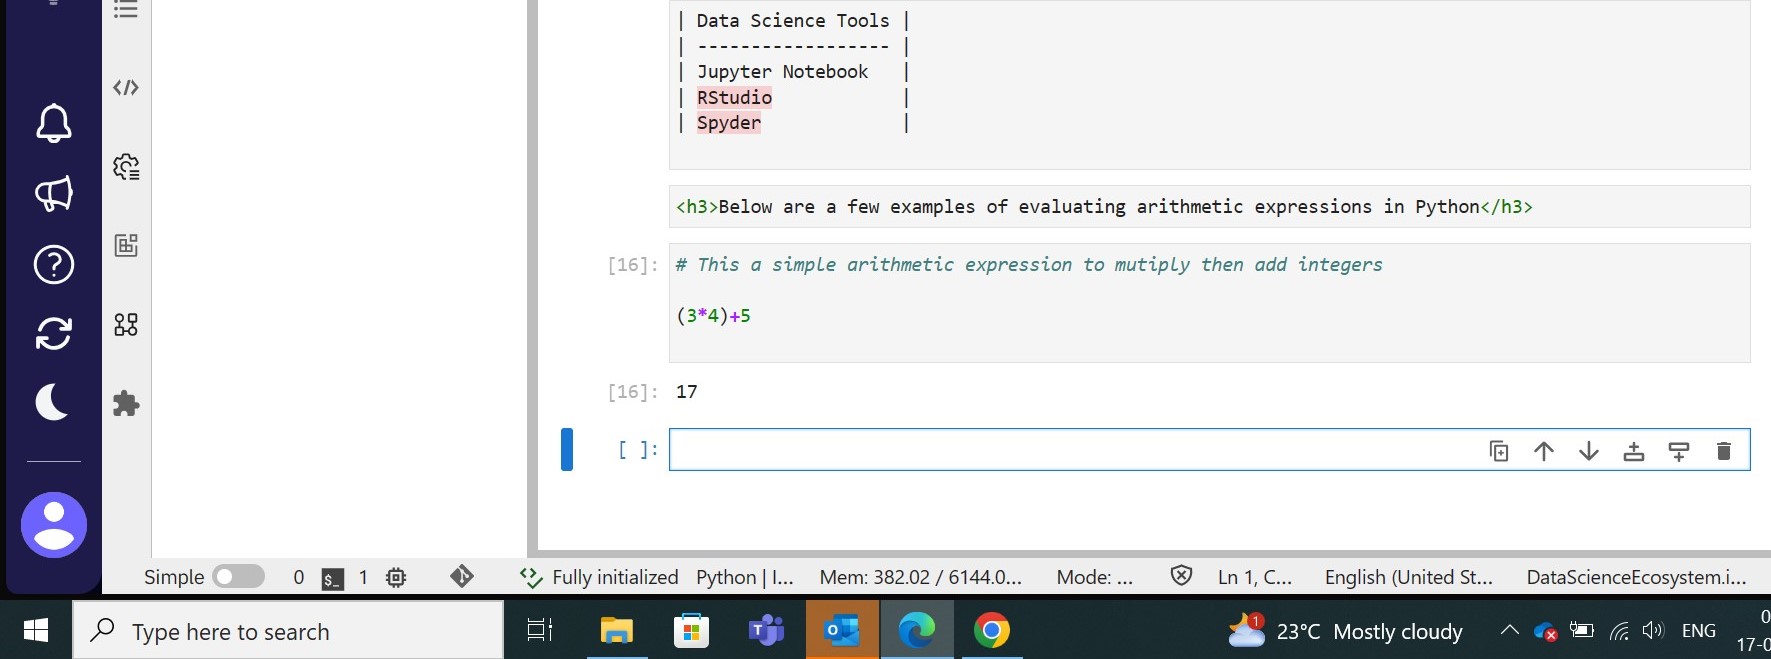 | Data Science Tools |
| ------------------ |
| Jupyter Notebook |
| RStudio |
| Spyder |
<h3>Below are a few examples of evaluating arithmetic expressions in Python</h3>
[16]: # This a simple arithmetic expression to mutiply then add integers
(3*4)+5
[16]: 17
[ ]:
Simple 0 $_ 1 Fully initialized Python | I... Mem: 382.02 / 6144.0... Mode: ... Ln 1, C... English (United St... DataScienceEcosystem.i...
Type here to search 1 23°C Mostly cloudy ENG
17-0